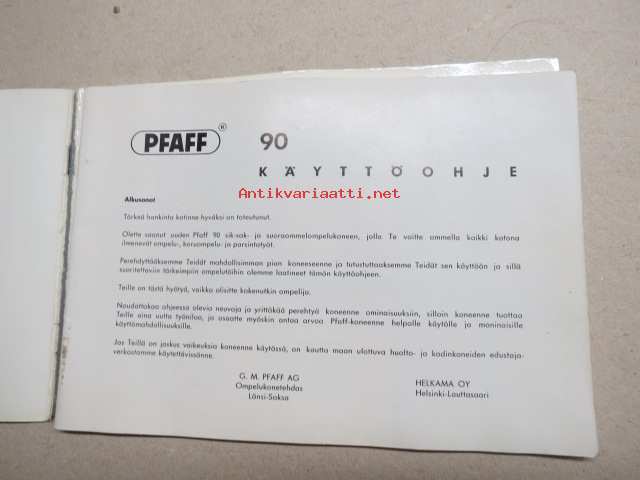 PFAFF ®
90
KÄYTTÖOHJE
Antikvariaatti.net
Alkusanat
Tärkeä hankinta kotinne hyväksi on toteutunut.
Olette saanut uuden Pfaff 90 sik-sak- ja suoraommelompelukoneen, jolla Te voitte ommella kaikki kotona
ilmenevät ompelu-, korjompelu- ja parsintatyöt.
Perehdyttääksemme Teidät mahdollisimman pian koneeseenne ja tutustuttaaksemme Teidät sen käyttöön ja sillä
suoritettaviin tärkeimpiin ompelutöihin olemme laatineet tämän käyttöohjeen.
Teille on tästä hyötyä, vaikka olisitte kokenutkin ompelija.
Noudattakaa ohjeessa olevia neuvoja ja yrittäkää perehtyä koneenne ominaisuuksiin, silloin koneenne tuottaa
Teille aina uutta työniloa, ja osaatte myöskin antaa arvoa Pfaff-koneenne helpolle käytölle ja moninaisille
käyttömahdollisuuksille.
Jos Teillä on joskus vaikeuksia koneenne käytössä, on kautta maan ulottuva huolto- ja kodinkoneiden edustaja-
verkostomme käytettävissänne.
G. M. PFAFF AG
Ompelukonetehdas
Länsi-Saksa
HELKAMA OY
Helsinki-Lauttasaari